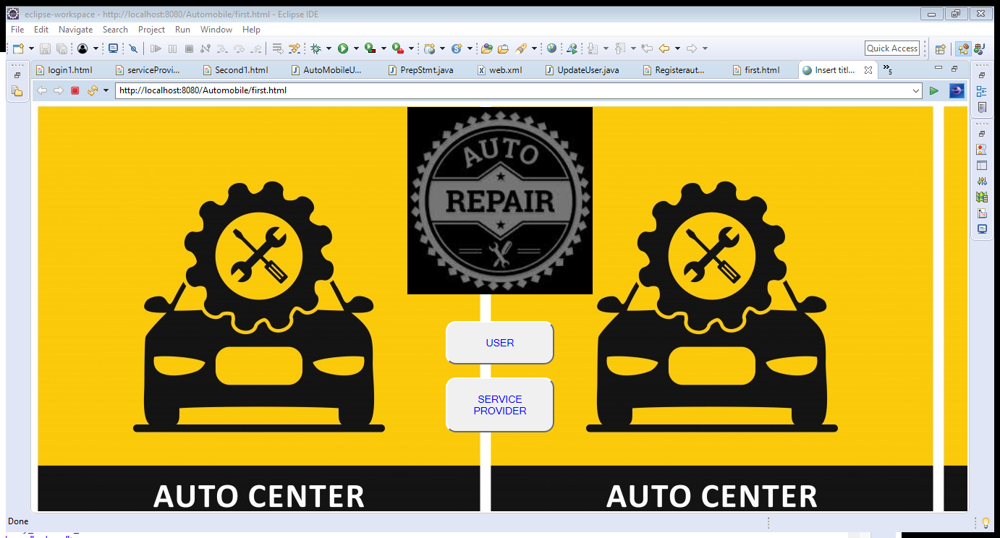 eclipse-workspace - http://localhost:8080/Automobile/first.html - Eclipse IDE
File Edit Navigate Search Project Run Window Help
Quick Access
login1.html serviceProvi... Second1.html AutoMobileU... PrepStmt.java web.xml UpdateUser.java Registeraut... first.html Insert titl... »5
http://localhost:8080/Automobile/first.html
AUTO
REPAIR
USER
SERVICE
PROVIDER
AUTO CENTER AUTO CENTER
Done